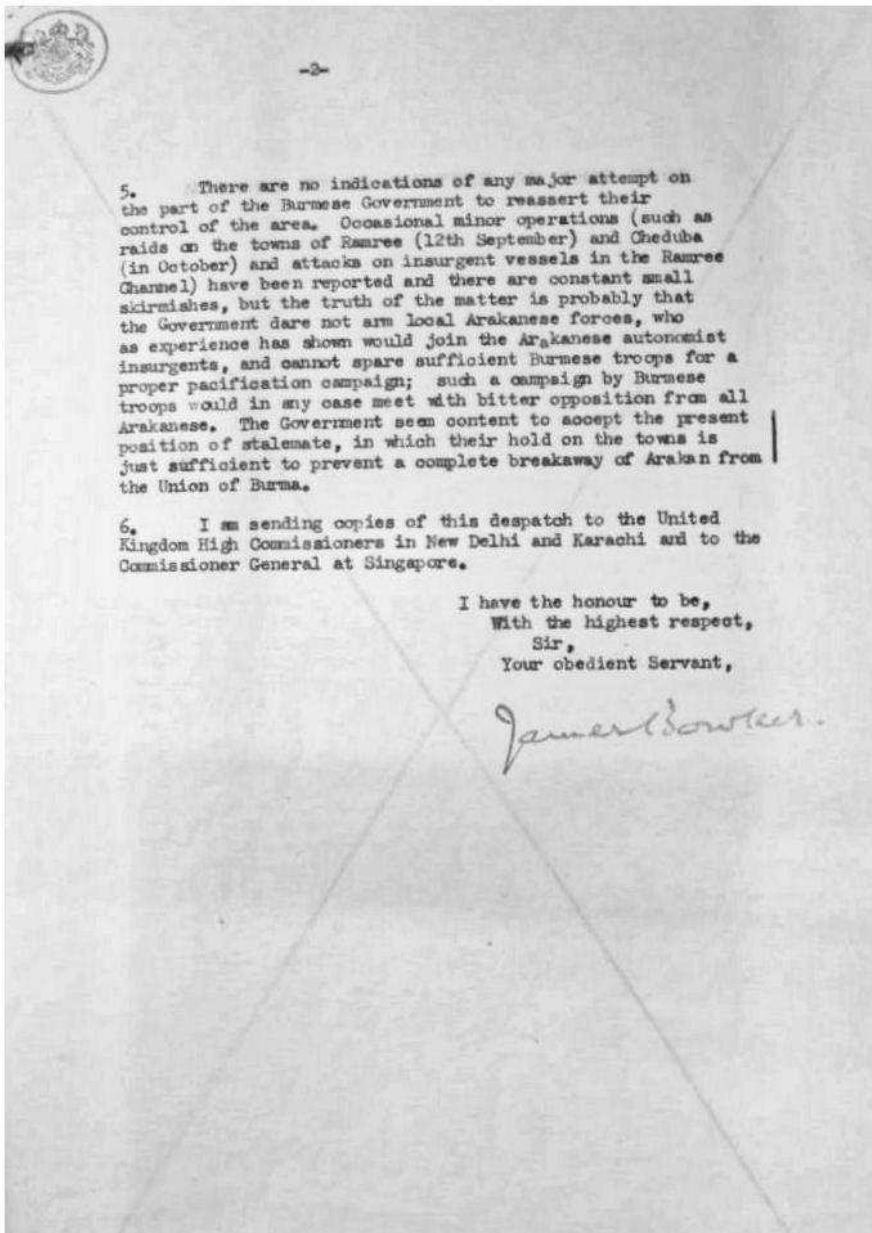 -2-
5. There are no indications of any major attempt on
the part of the Burmese Government to reassert their
control of the area. Occasional minor operations (such as
raids on the towns of Ramree (12th September) and Cheduba
(in October) and attacks on insurgent vessels in the Ramree
Channel) have been reported and there are constant small
skirmishes, but the truth of the matter is probably that
the Government dare not arm local Arakanese forces, who
as experience has shown would join the Arakanese autonomist
insurgents, and cannot spare sufficient Burmese troops for a
proper pacification campaign; such a campaign by Burmese
troops would in any case meet with bitter opposition from all
Arakanese. The Government seem content to accept the present
position of stalemate, in which their hold on the towns is
just sufficient to prevent a complete breakaway of Arakan from
the Union of Burma.
6. I am sending copies of this despatch to the United
Kingdom High Commissioners in New Delhi and Karachi and to the
Commissioner General at Singapore.
I have the honour to be,
With the highest respect,
Sir,
Your obedient Servant,
James Bowker.